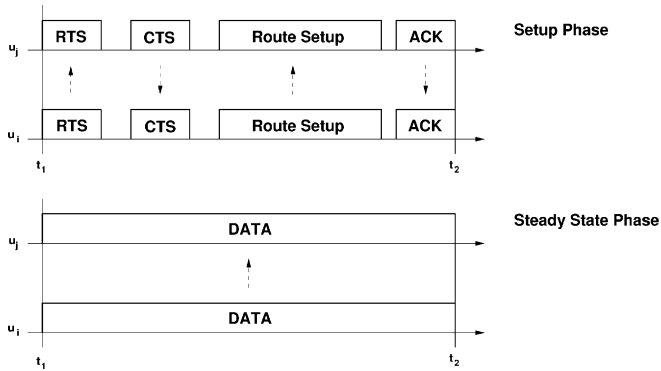 RTS CTS Route Setup ACK Setup Phase
uj
RTS CTS Route Setup ACK
ui
t1 t2
DATA Steady State Phase
uj
DATA
ui
t1 t2